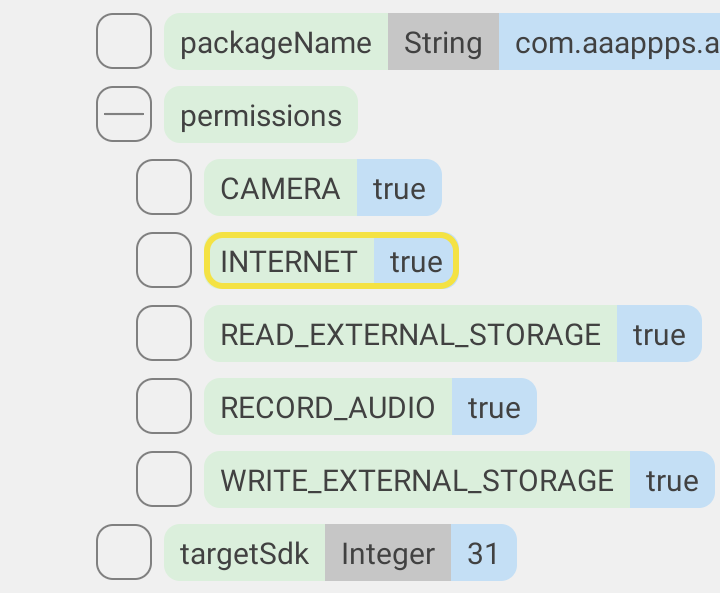 packageName String com.aaappps.a
permissions
CAMERA true
INTERNET true
READ_EXTERNAL_STORAGE true
RECORD_AUDIO true
WRITE_EXTERNAL_STORAGE true
targetSdk Integer 31